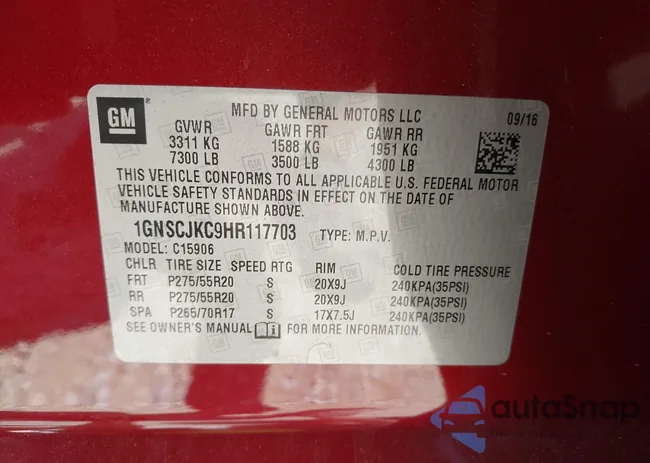 GM
MFD BY GENERAL MOTORS LLC
09/16
GVWR GAWR FRT GAWR RR
3311 KG 1588 KG 1951 KG
7300 LB 3500 LB 4300 LB
THIS VEHICLE CONFORMS TO ALL APPLICABLE U.S. FEDERAL MOTOR
VEHICLE SAFETY STANDARDS IN EFFECT ON THE DATE OF
MANUFACTURE SHOWN ABOVE.
1GNSCJKC9HR117703 TYPE: M.P.V.
MODEL: C15906
CHLR TIRE SIZE SPEED RTG RIM COLD TIRE PRESSURE
FRT P275/55R20 S 20X9J 240KPA(35PSI)
RR P275/55R20 S 20X9J 240KPA(35PSI)
SPA P265/70R17 S 17X7.5J 240KPA(35PSI)
SEE OWNER'S MANUAL FOR MORE INFORMATION.
autoSnap